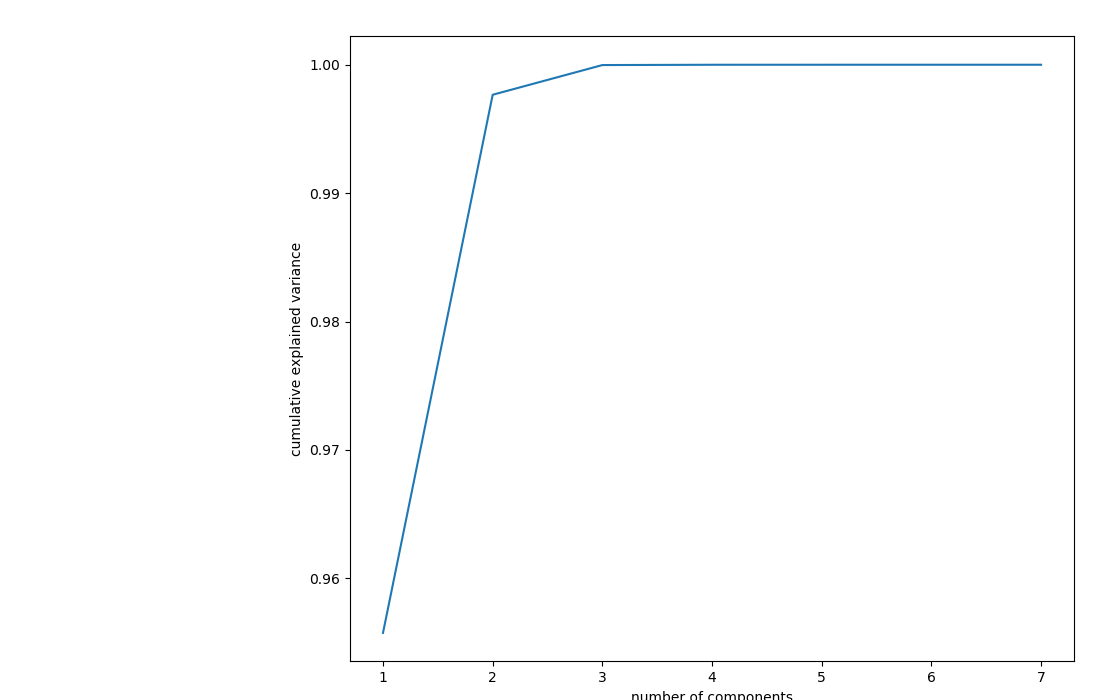 1.00
0.99
0.98
0.97
0.96
cumulative explained variance
1 2 3 4 5 6 7
number of components